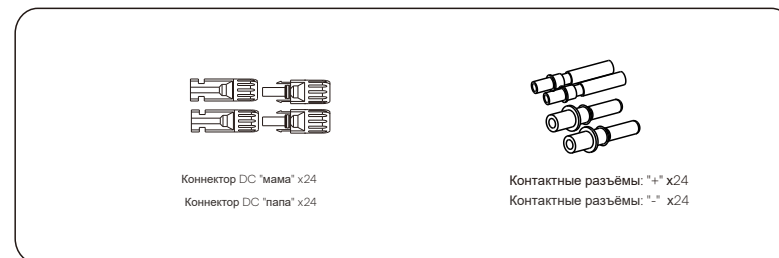 Коннектор DC "мама" x24
Коннектор DC "папа" x24
Контактные разъёмы: "+" x24
Контактные разъёмы: "-" x24